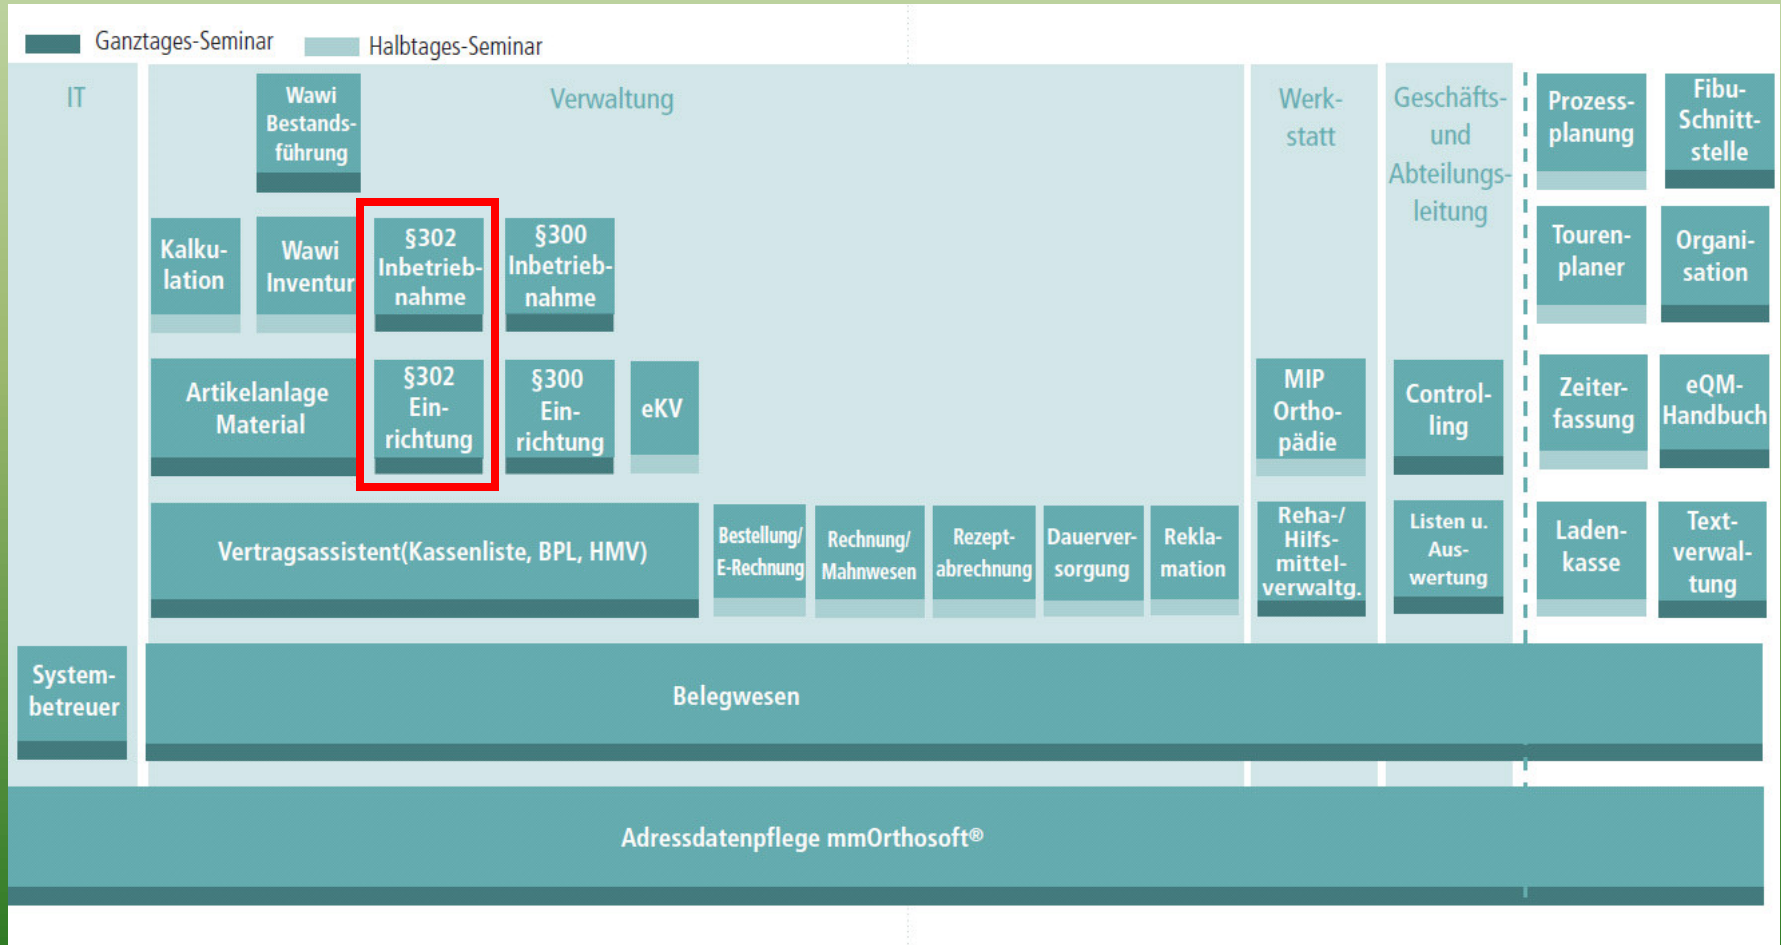 Ganztages-Seminar
Halbtages-Seminar
IT
Wawi
Bestands-
führung
Verwaltung
Werk-
statt
Geschäfts-
und
Abteilungs-
leitung
Prozess-
planung
Fibu-
Schnitt-
stelle
Kalku-
lation
Wawi
Inventur
§302
Inbetrieb-
nahme
§300
Inbetrieb-
nahme
Touren-
planer
Organi-
sation
Artikelanlage
Material
§302
Ein-
richtung
§300
Ein-
richtung
eKV
MIP
Ortho-
pädie
Control-
ling
Zeiter-
fassung
eQM-
Handbuch
Vertragsassistent(Kassenliste, BPL, HMV)
Bestellung/
E-Rechnung
Rechnung/
Mahnwesen
Rezept-
abrechnung
Dauerver-
sorgung
Rekla-
mation
Reha-/
Hilfs-
mittel-
verwaltg.
Listen u.
Aus-
wertung
Laden-
kasse
Text-
verwal-
tung
System-
betreuer
Belegwesen
Adressdatenpflege mmOrthosoft®